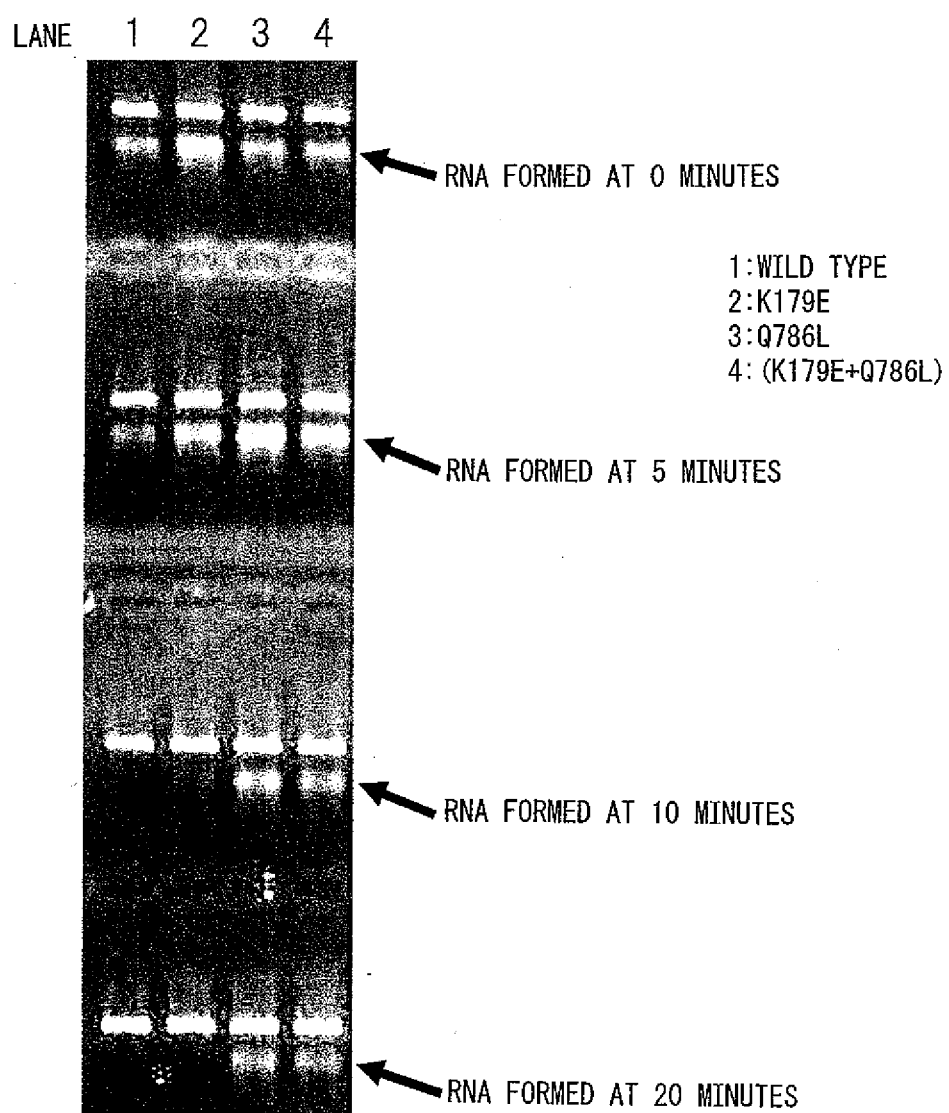 LANE 1 2 3 4
RNA FORMED AT 0 MINUTES
1:WILD TYPE
2:K179E
3:Q786L
4:(K179E+Q786L)
RNA FORMED AT 5 MINUTES
RNA FORMED AT 10 MINUTES
RNA FORMED AT 20 MINUTES